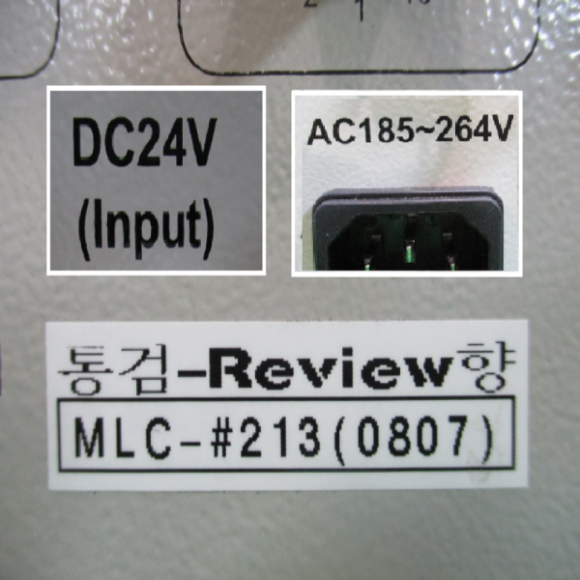 DC24V
(Input)
AC185~264V
통검-Review향
MLC-#213(0807)